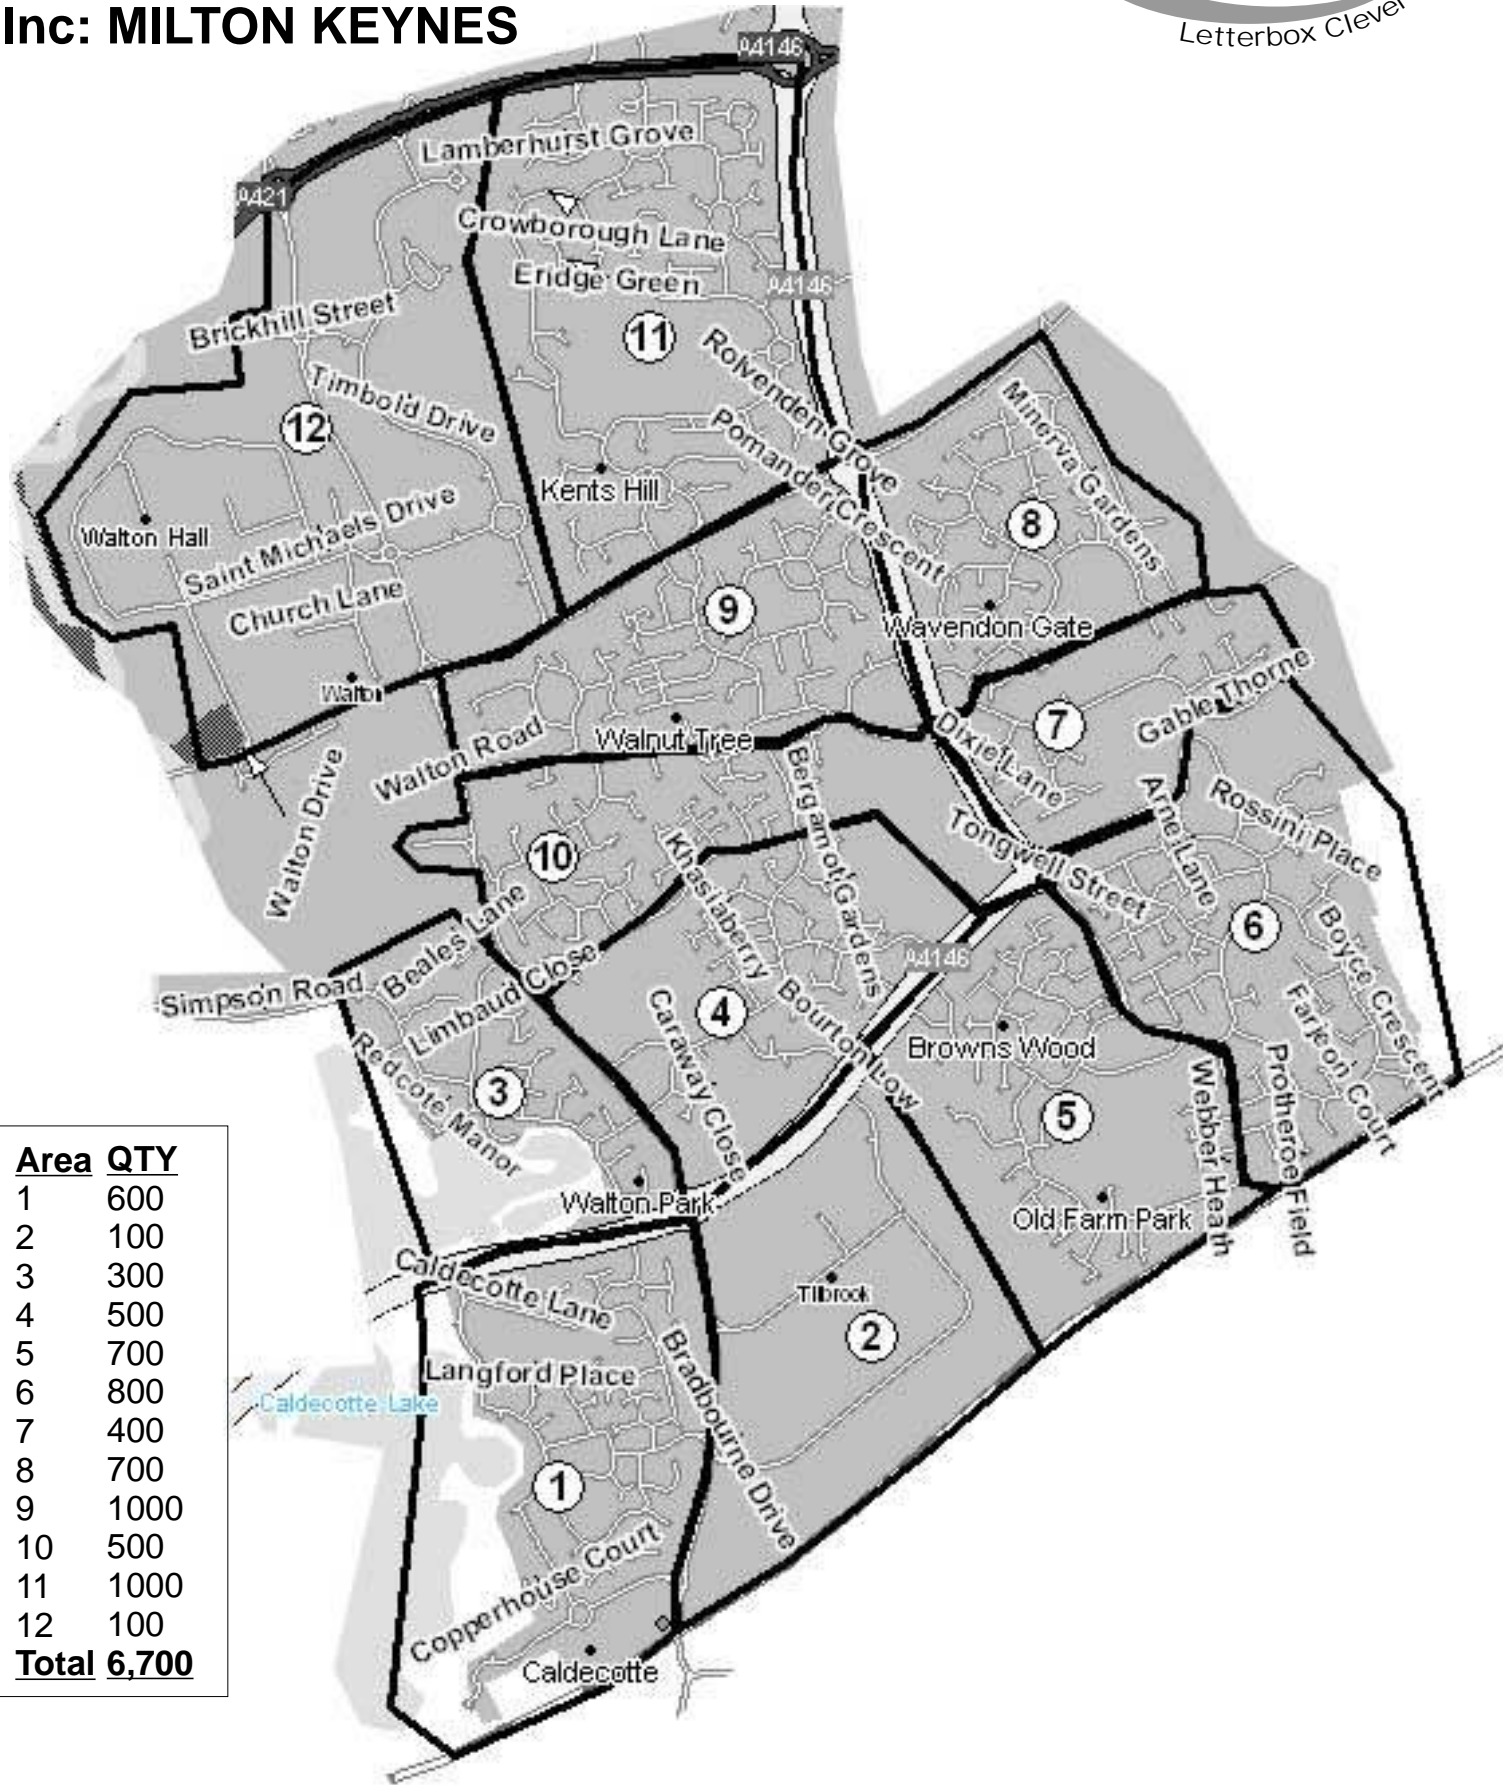 Inc: MILTON KEYNES
Letterbox Clever
A4146
Lamberhurst Grove
A421
Crowborough Lane
Eridge Green
A4146
Brickhill Street
11
Rolvenden Grove
Timbold Drive
12
Minerva Gardens
Pomander Crescent
Kents Hill
8
Walton Hall
Saint Michaels Drive
Church Lane
9
Wavendon Gate
Walton
Gable Thorne
7
Walton Road
Walnut Tree
Dixie Lane
Bergamot Gardens
Walton Drive
Arne Lane
Rossini Place
Tongwell Street
10
Khasiaberry
Beales Lane
6
Boyce Crescent
Limbaud Close
A4146
Simpson Road
4
Bourton Low
Caraway Close
Farjeon Court
Browns Wood
Redcote Manor
3
5
Webber Heath
Protheroe Field
Walton Park
Old Farm Park
Caldecotte Lane
Tilbrook
2
Langford Place
Bradbourne Drive
Caldecotte Lake
1
Copperhouse Court
Caldecotte
Area QTY
1 600
2 100
3 300
4 500
5 700
6 800
7 400
8 700
9 1000
10 500
11 1000
12 100
Total 6,700